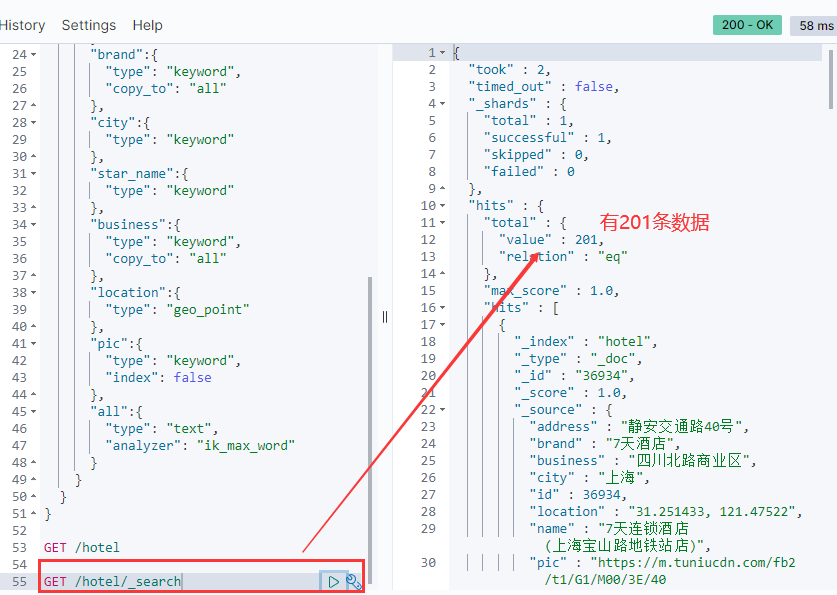 History Settings Help 200 - OK 58 ms
24 "brand":{
25 "type": "keyword",
26 "copy_to": "all"
27 },
28 "city":{
29 "type": "keyword"
30 },
31 "star_name":{
32 "type": "keyword"
33 },
34 "business":{
35 "type": "keyword",
36 "copy_to": "all"
37 },
38 "location":{
39 "type": "geo_point"
40 },
41 "pic":{
42 "type": "keyword",
43 "index": false
44 },
45 "all":{
46 "type": "text",
47 "analyzer": "ik_max_word"
48 }
49 }
50 }
51 }
52
53 GET /hotel
54
55 GET /hotel/_search
1 {
2 "took" : 2,
3 "timed_out" : false,
4 "_shards" : {
5 "total" : 1,
6 "successful" : 1,
7 "skipped" : 0,
8 "failed" : 0
9 },
10 "hits" : {
11 "total" : {
有201条数据
12 "value" : 201,
13 "relation" : "eq"
14 },
15 "max_score" : 1.0,
16 "hits" : [
17 {
18 "_index" : "hotel",
19 "_type" : "_doc",
20 "_id" : "36934",
21 "_score" : 1.0,
22 "_source" : {
23 "address" : "静安交通路40号",
24 "brand" : "7天酒店",
25 "business" : "四川北路商业区",
26 "city" : "上海",
27 "id" : 36934,
28 "location" : "31.251433, 121.47522",
29 "name" : "7天连锁酒店
(上海宝山路地铁站店)",
30 "pic" : "https://m.tuniucdn.com/fb2
/t1/G1/M00/3E/40